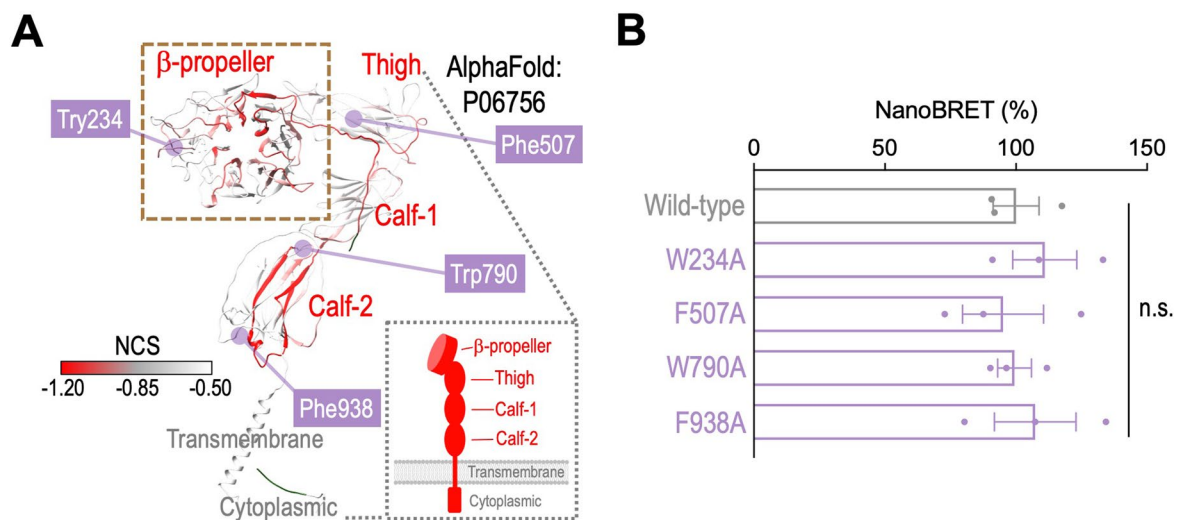 A
β-propeller
Thigh
AlphaFold:
P06756
Try234
Phe507
Calf-1
Trp790
Calf-2
NCS
-1.20 -0.85 -0.50
Phe938
Transmembrane
Cytoplasmic
β-propeller
Thigh
Calf-1
Calf-2
Transmembrane
Cytoplasmic
B
NanoBRET (%)
0 50 100 150
Wild-type
W234A
F507A
W790A
F938A
n.s.